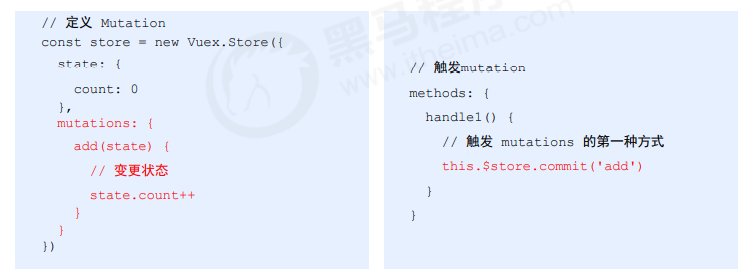 // 定义 Mutation
const store = new Vuex.Store({
state: {
count: 0
},
mutations: {
add(state) {
// 变更状态
state.count++
}
}
})
// 触发mutation
methods: {
handle1() {
// 触发 mutations 的第一种方式
this.$store.commit('add')
}
}
黑马程序员
www.itheima.com